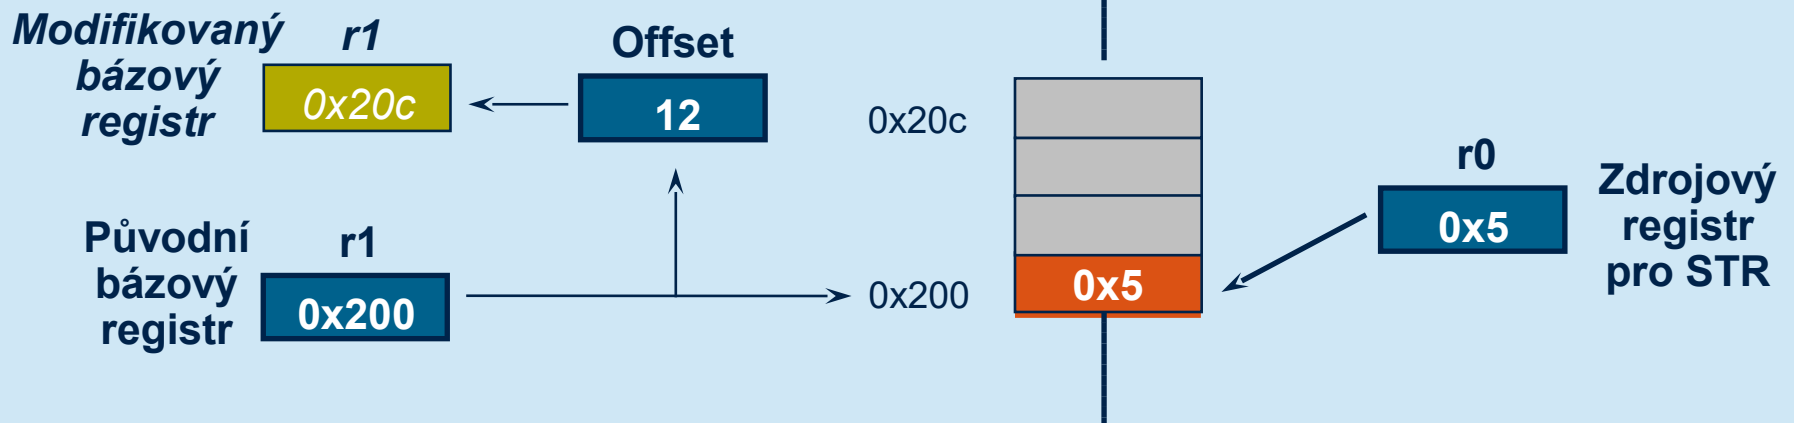 Modifikovaný
bázový
registr
r1
0x20c
Offset
12
Původní
bázový
registr
r1
0x200
0x20c
0x200
0x5
r0
0x5
Zdrojový
registr
pro STR